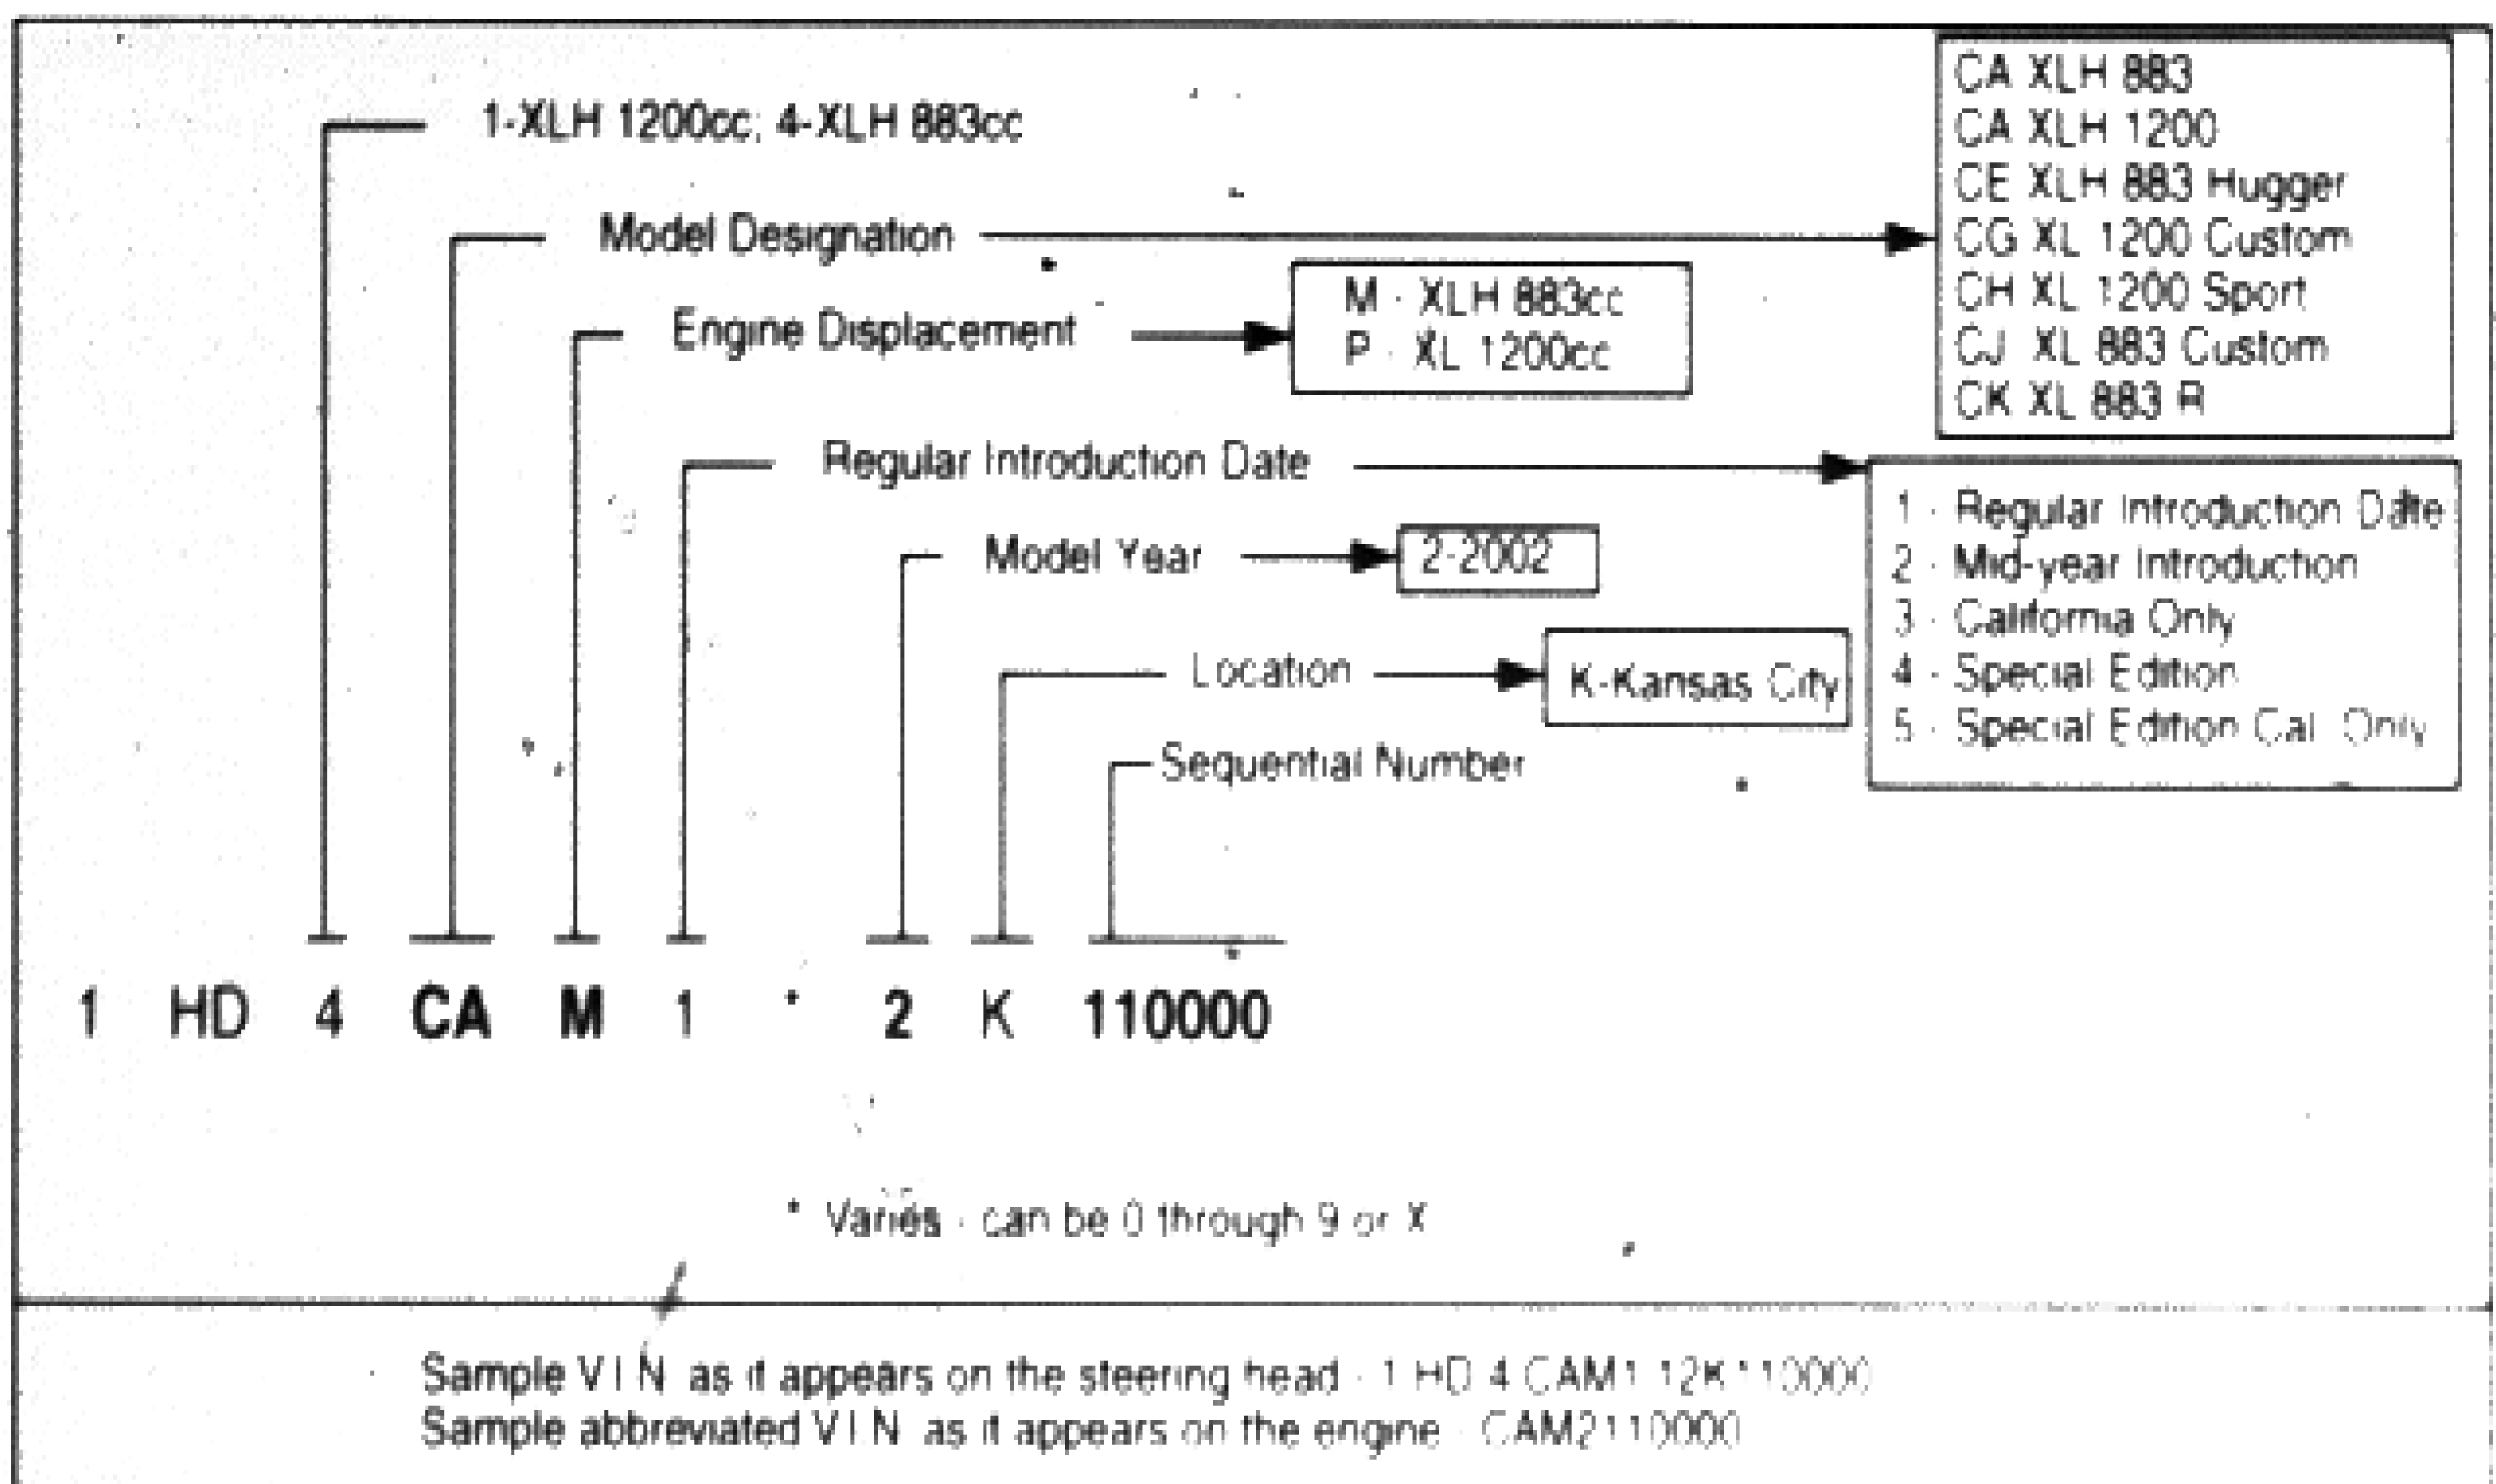 1-XLH 1200cc; 4-XLH 883cc
Model Designation
CA XLH 883
CA XLH 1200
CE XLH 883 Hugger
CG XL 1200 Custom
CH XL 1200 Sport
CJ XL 883 Custom
CK XL 883 R
Engine Displacement
M - XLH 883cc
P - XL 1200cc
Regular Introduction Date
1 - Regular Introduction Date
2 - Mid-year Introduction
3 - California Only
4 - Special Edition
5 - Special Edition Cal. Only
Model Year
2-2002
Location
K-Kansas City
Sequential Number
1 HD 4 CA M 1 * 2 K 110000
* Varies - can be 0 through 9 or X
Sample V.I.N. as it appears on the steering head - 1 HD 4 CAM1 12K110000
Sample abbreviated V.I.N. as it appears on the engine - CAM2110000